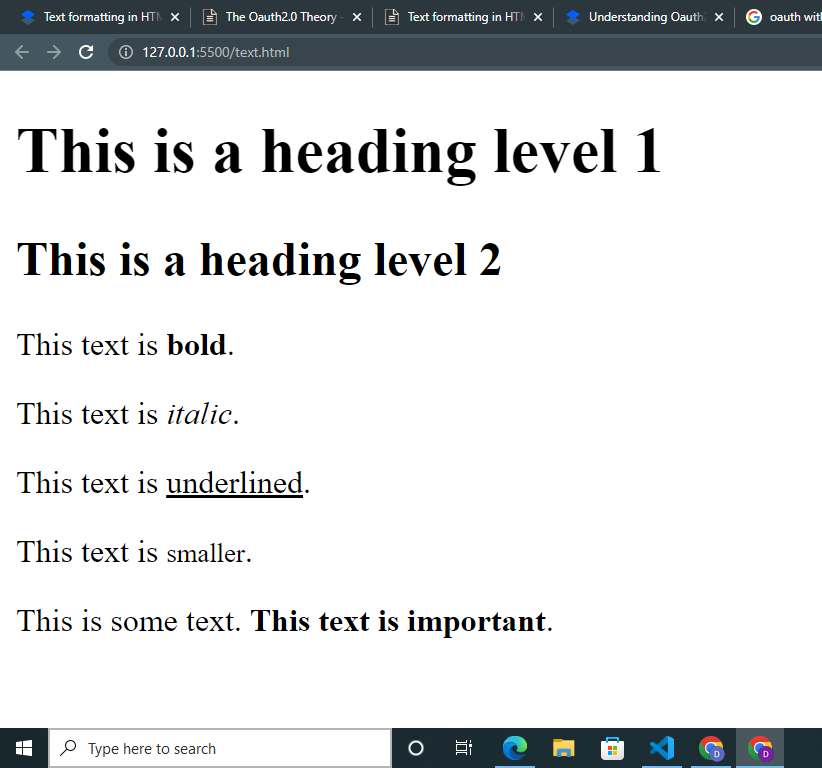 Text formatting in HTM
The Oauth2.0 Theory -
Text formatting in HTM
Understanding Oauth2
oauth with
127.0.0.1:5500/text.html
This is a heading level 1
This is a heading level 2
This text is bold.
This text is italic.
This text is underlined.
This text is smaller.
This is some text. This text is important.
Type here to search
D
D